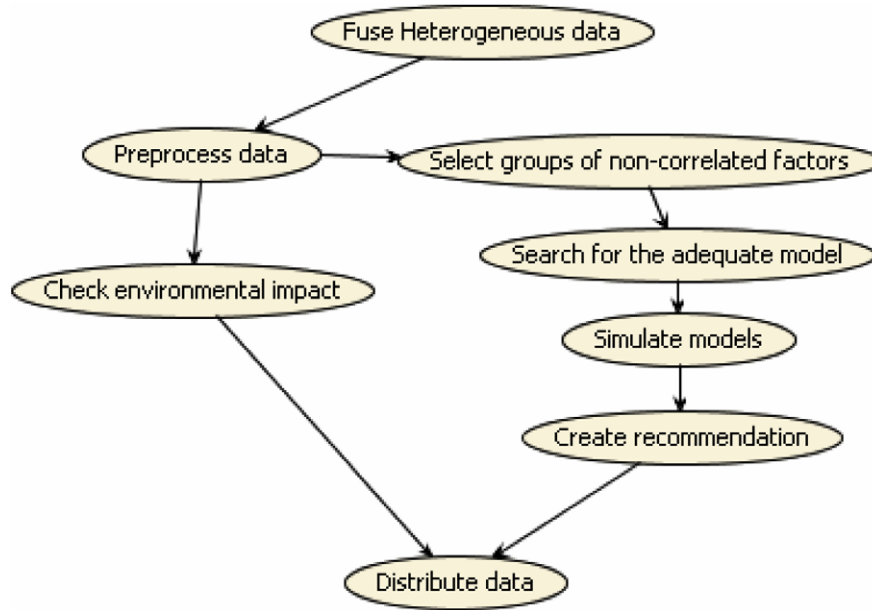 Fuse Heterogeneous data
Preprocess data
Select groups of non-correlated factors
Search for the adequate model
Check environmental impact
Simulate models
Create recommendation
Distribute data